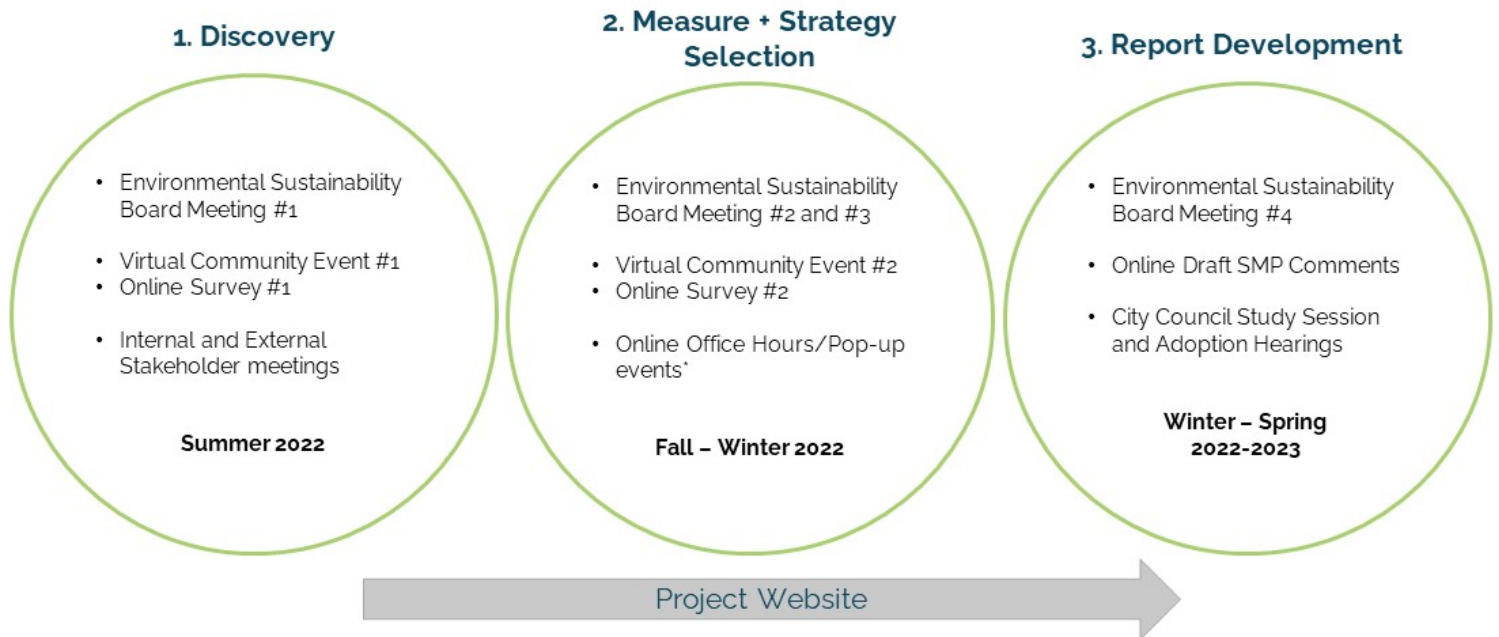 1. Discovery
• Environmental Sustainability
Board Meeting #1
• Virtual Community Event #1
• Online Survey #1
• Internal and External
Stakeholder meetings
Summer 2022
2. Measure + Strategy
Selection
• Environmental Sustainability
Board Meeting #2 and #3
• Virtual Community Event #2
• Online Survey #2
• Online Office Hours/Pop-up
events*
Fall – Winter 2022
3. Report Development
• Environmental Sustainability
Board Meeting #4
• Online Draft SMP Comments
• City Council Study Session
and Adoption Hearings
Winter – Spring
2022-2023
Project Website